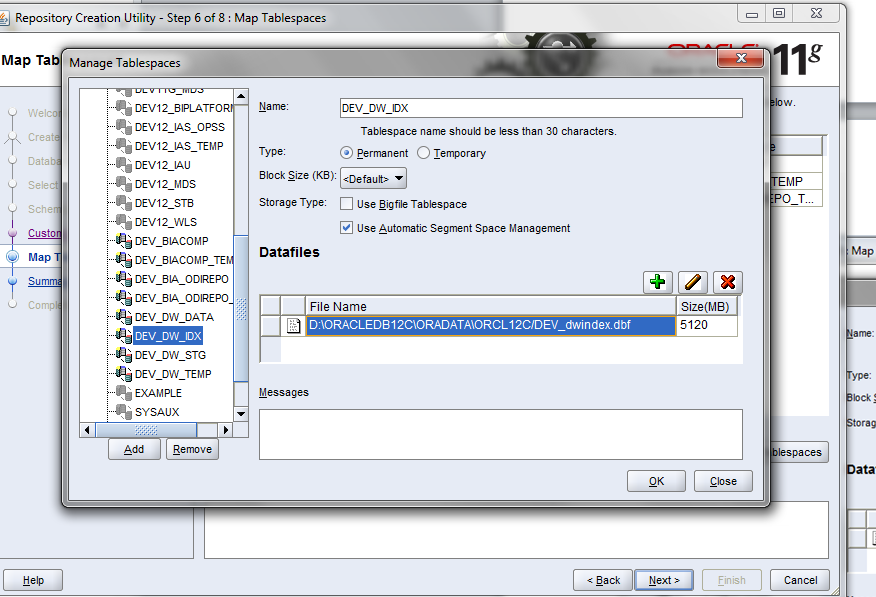 Repository Creation Utility - Step 6 of 8 : Map Tablespaces
Map Tab
ORACLE
11g
Manage Tablespaces
Welcor
Create
Databa
Select
Schem
Custon
Map T
Summa
Comple
DEV11G_MDS
DEV12_BIPLATFORM
DEV12_IAS_OPSS
DEV12_IAS_TEMP
DEV12_IAU
DEV12_MDS
DEV12_STB
DEV12_WLS
DEV_BIACOMP
DEV_BIACOMP_TEM
DEV_BIA_ODIREPO
DEV_BIA_ODIREPO_
DEV_DW_DATA
DEV_DW_IDX
DEV_DW_STG
DEV_DW_TEMP
EXAMPLE
SYSAUX
Add Remove
Name: DEV_DW_IDX
Tablespace name should be less than 30 characters.
Type: Permanent Temporary
Block Size (KB): <Default>
Storage Type: Use Bigfile Tablespace
Use Automatic Segment Space Management
Datafiles
File Name Size(MB)
D:\ORACLEDB12C\ORADATA\ORCL12C/DEV_dwindex.dbf 5120
Messages
OK Close
elow.
e
TEMP
EPO_T...
blespaces
: Map
Name:
Type:
Block S
Storag
Data
Help < Back Next > Finish Cancel